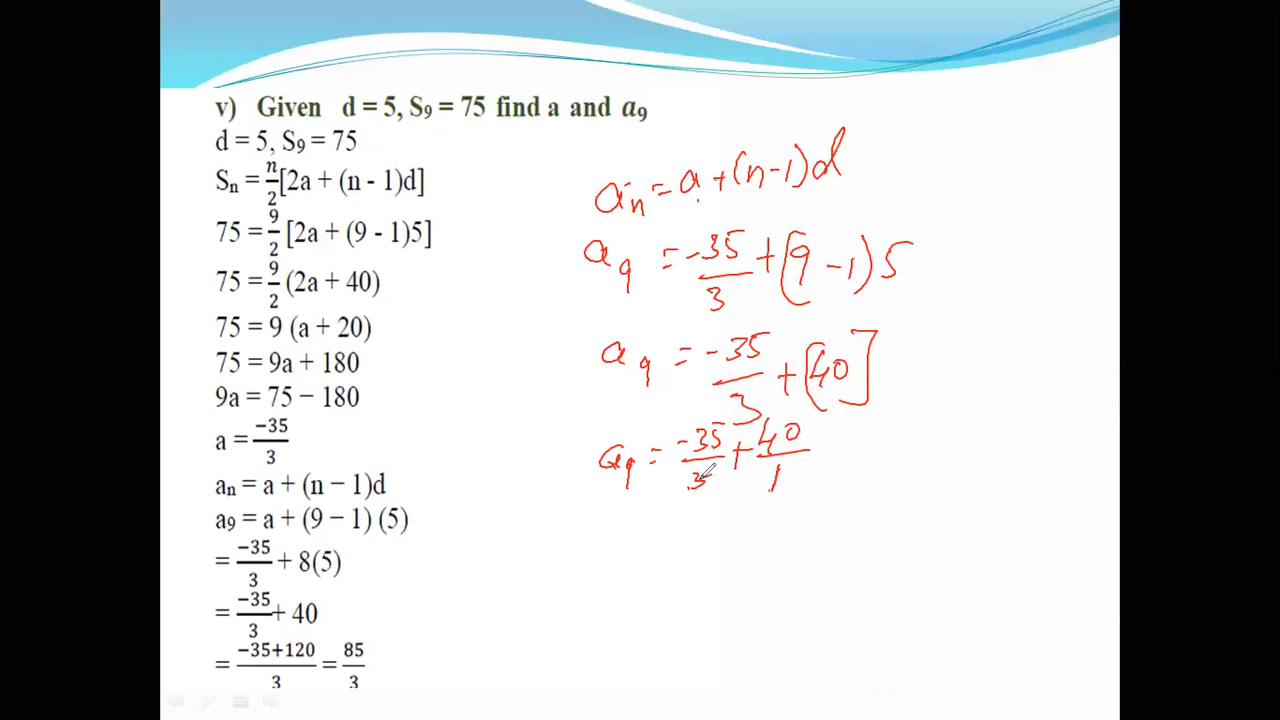 v) Given d = 5, S₉ = 75 find a and a₉
d = 5, S₉ = 75
Sₙ = n/2[2a + (n - 1)d]
75 = 9/2 [2a + (9 - 1)5]
75 = 9/2 (2a + 40)
75 = 9 (a + 20)
75 = 9a + 180
9a = 75 − 180
a = −35/3
aₙ = a + (n − 1)d
a₉ = a + (9 − 1) (5)
= −35/3 + 8(5)
= −35/3 + 40
= −35+120/3 = 85/3
aₙ = a + (n-1)d
a₉ = -35/3 + (9 -1) 5
a₉ = -35/3 + [40]
a₉ = -35/3 + 40/1